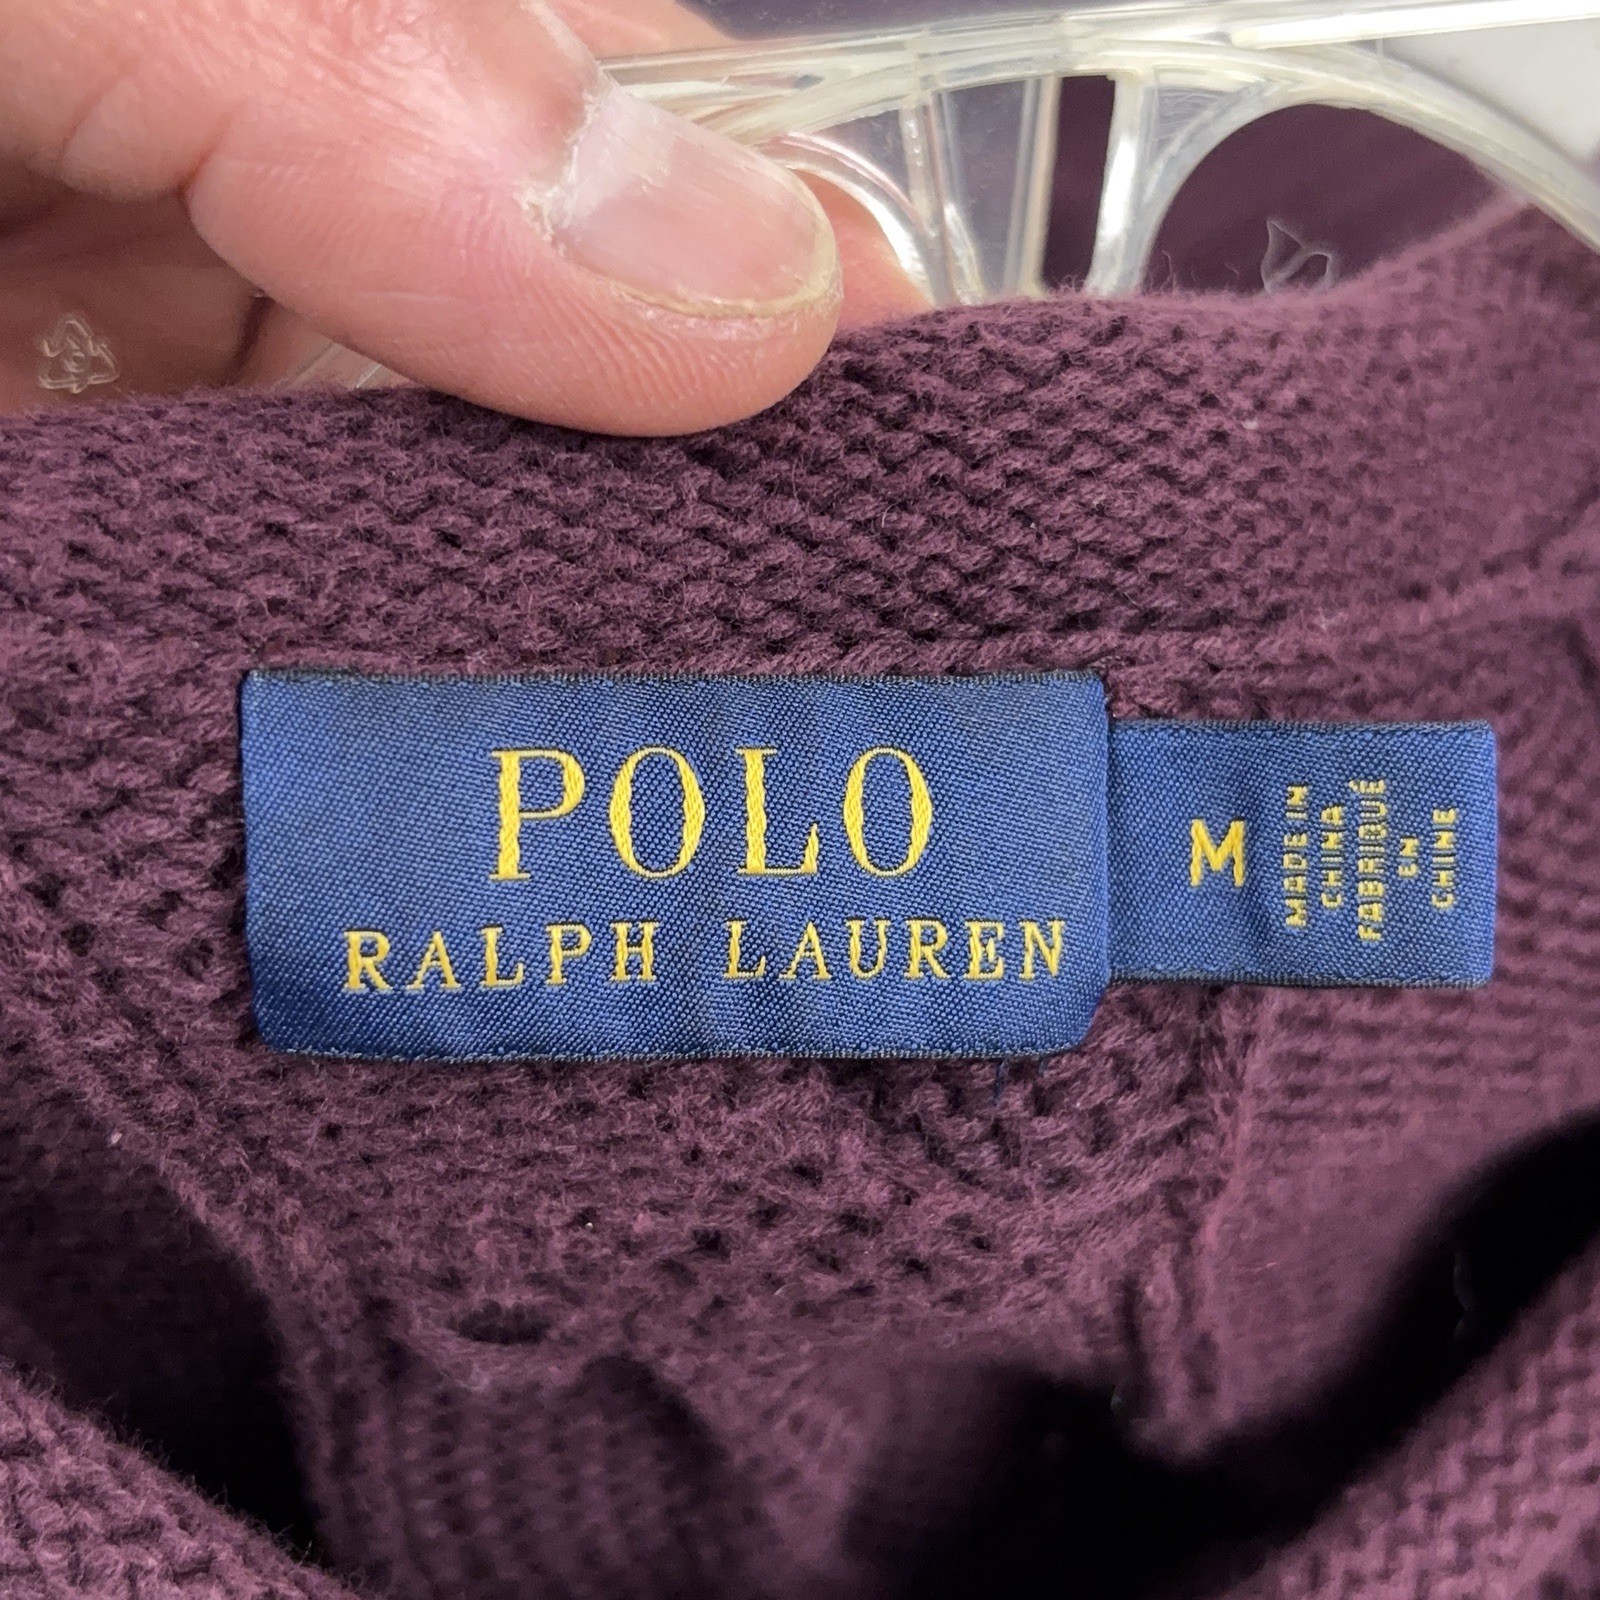 POLO
RALPH LAUREN
M
MADE IN
CHINA
FABRIQUÉ
EN
CHINE